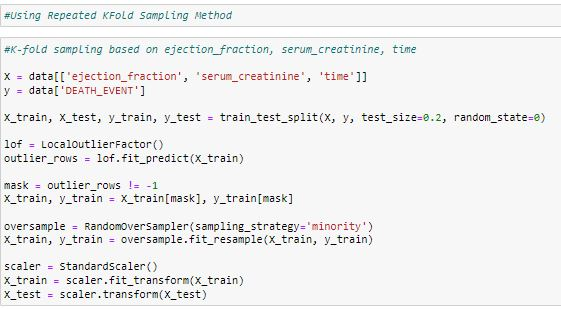 #Using Repeated KFold Sampling Method
#K-fold sampling based on ejection_fraction, serum_creatinine, time
X = data[['ejection_fraction', 'serum_creatinine', 'time']]
y = data['DEATH_EVENT']
X_train, X_test, y_train, y_test = train_test_split(X, y, test_size=0.2, random_state=0)
lof = LocalOutlierFactor()
outlier_rows = lof.fit_predict(X_train)
mask = outlier_rows != -1
X_train, y_train = X_train[mask], y_train[mask]
oversample = RandomOverSampler(sampling_strategy='minority')
X_train, y_train = oversample.fit_resample(X_train, y_train)
scaler = StandardScaler()
X_train = scaler.fit_transform(X_train)
X_test = scaler.transform(X_test)